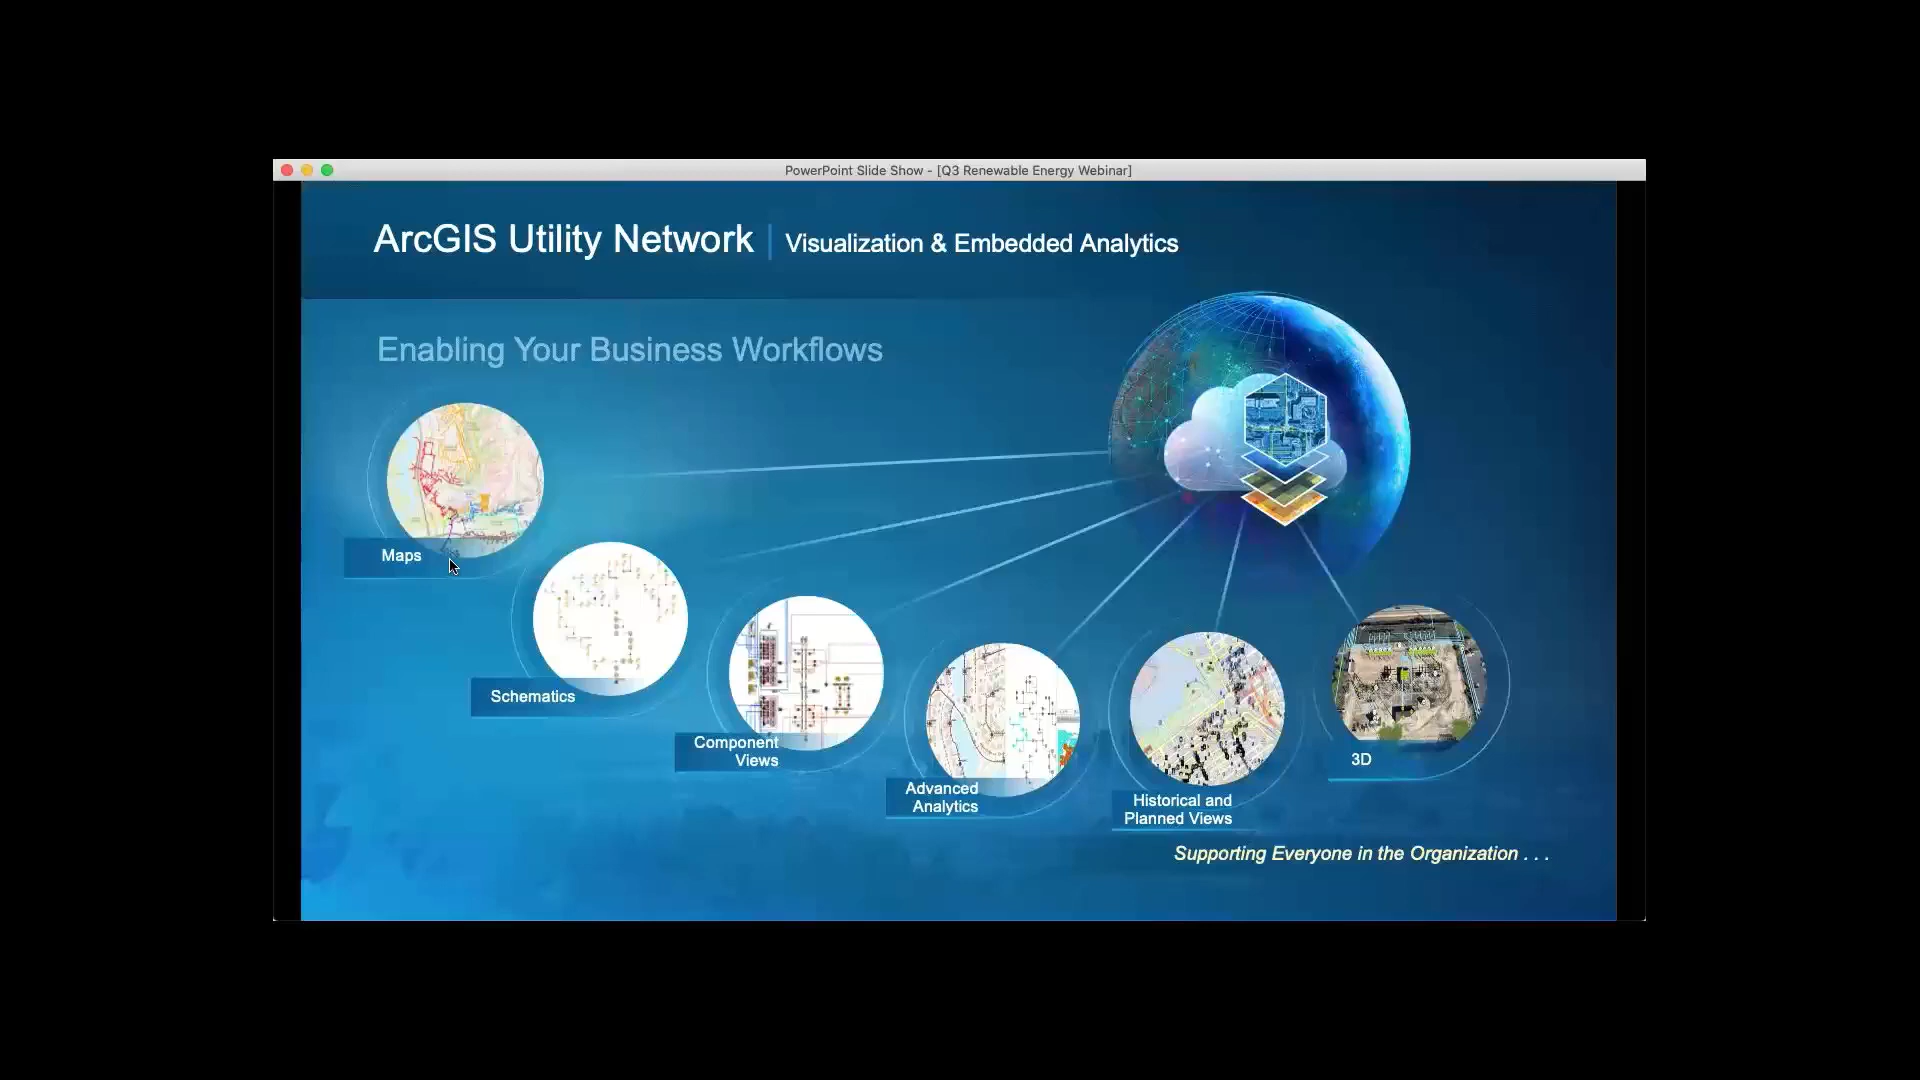 PowerPoint Slide Show - [Q3 Renewable Energy Webinar]
ArcGIS Utility Network | Visualization & Embedded Analytics
Enabling Your Business Workflows
Maps
Schematics
Component
Views
Advanced
Analytics
Historical and
Planned Views
3D
Supporting Everyone in the Organization . . .